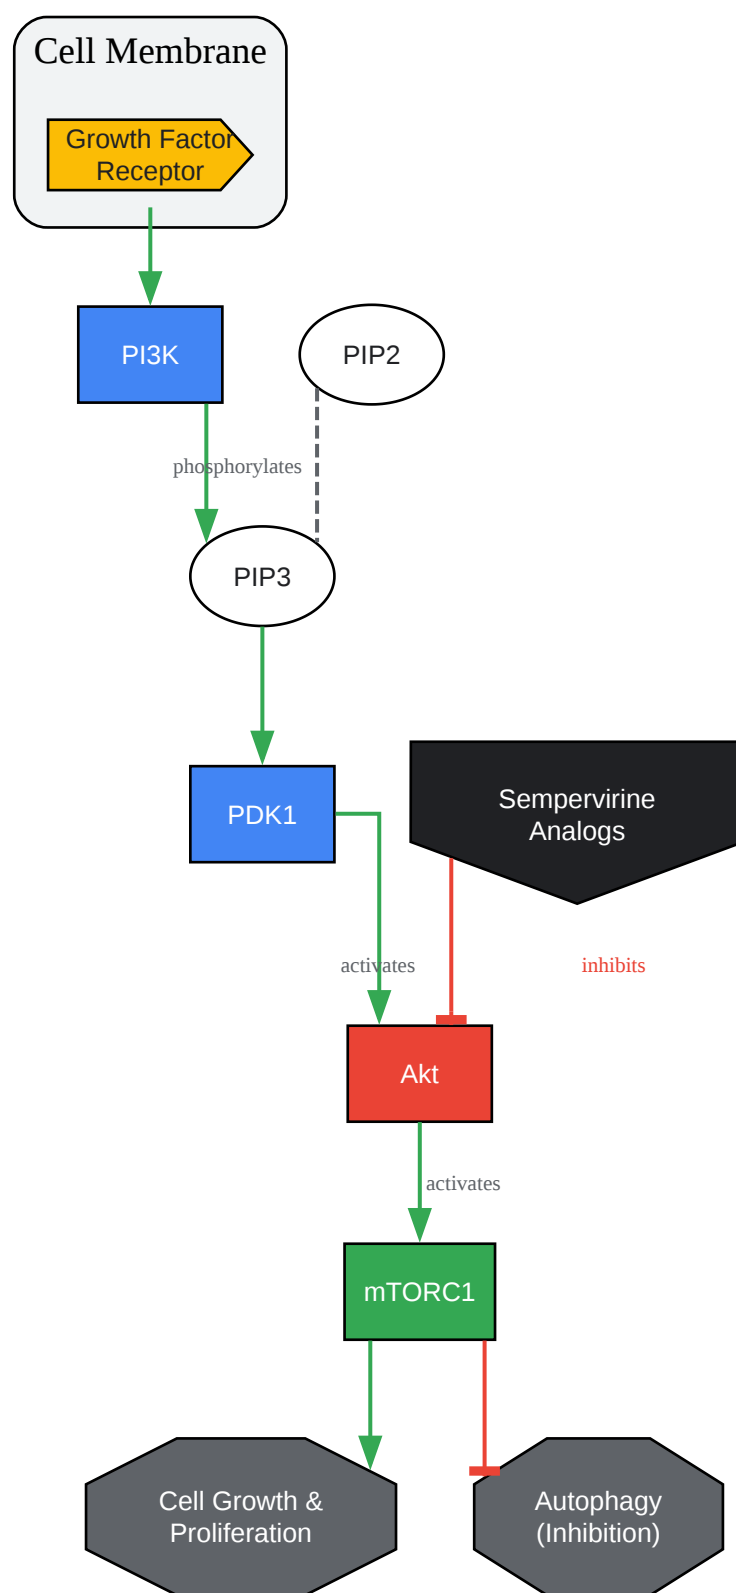 Cell Membrane
Growth Factor
Receptor
PI3K
PIP2
phosphorylates
PIP3
PDK1
Sempervirine
Analogs
activates
inhibits
Akt
activates
mTORC1
Cell Growth &
Proliferation
Autophagy
(Inhibition)